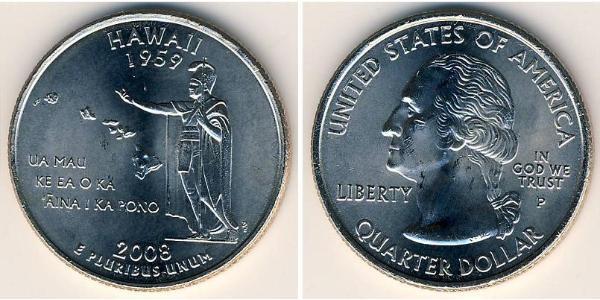 HAWAII
1959
UA MAU
KE EA O KA
ʻĀINA I KA PONO
2008
E PLURIBUS UNUM
UNITED STATES OF AMERICA
LIBERTY
IN
GOD WE
TRUST
P
QUARTER DOLLAR